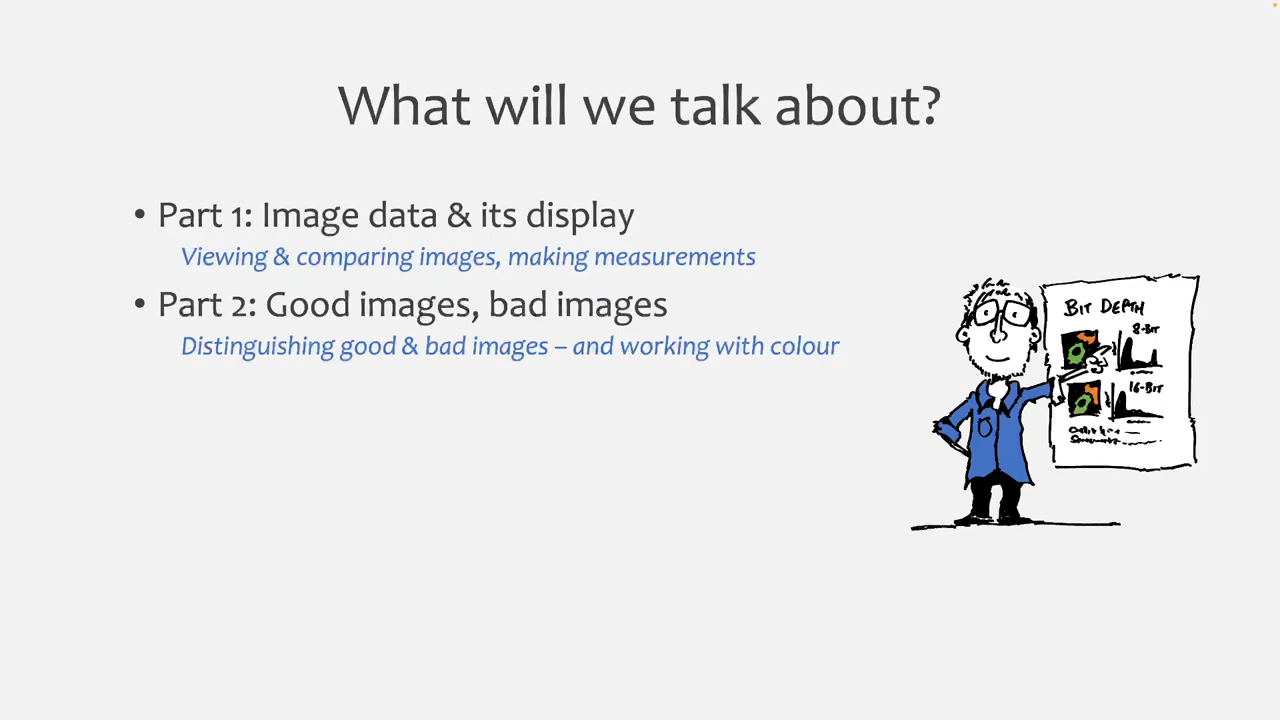 What will we talk about?
• Part 1: Image data & its display
Viewing & comparing images, making measurements
• Part 2: Good images, bad images
Distinguishing good & bad images – and working with colour
BIT DEPTH
8-BIT
16-BIT